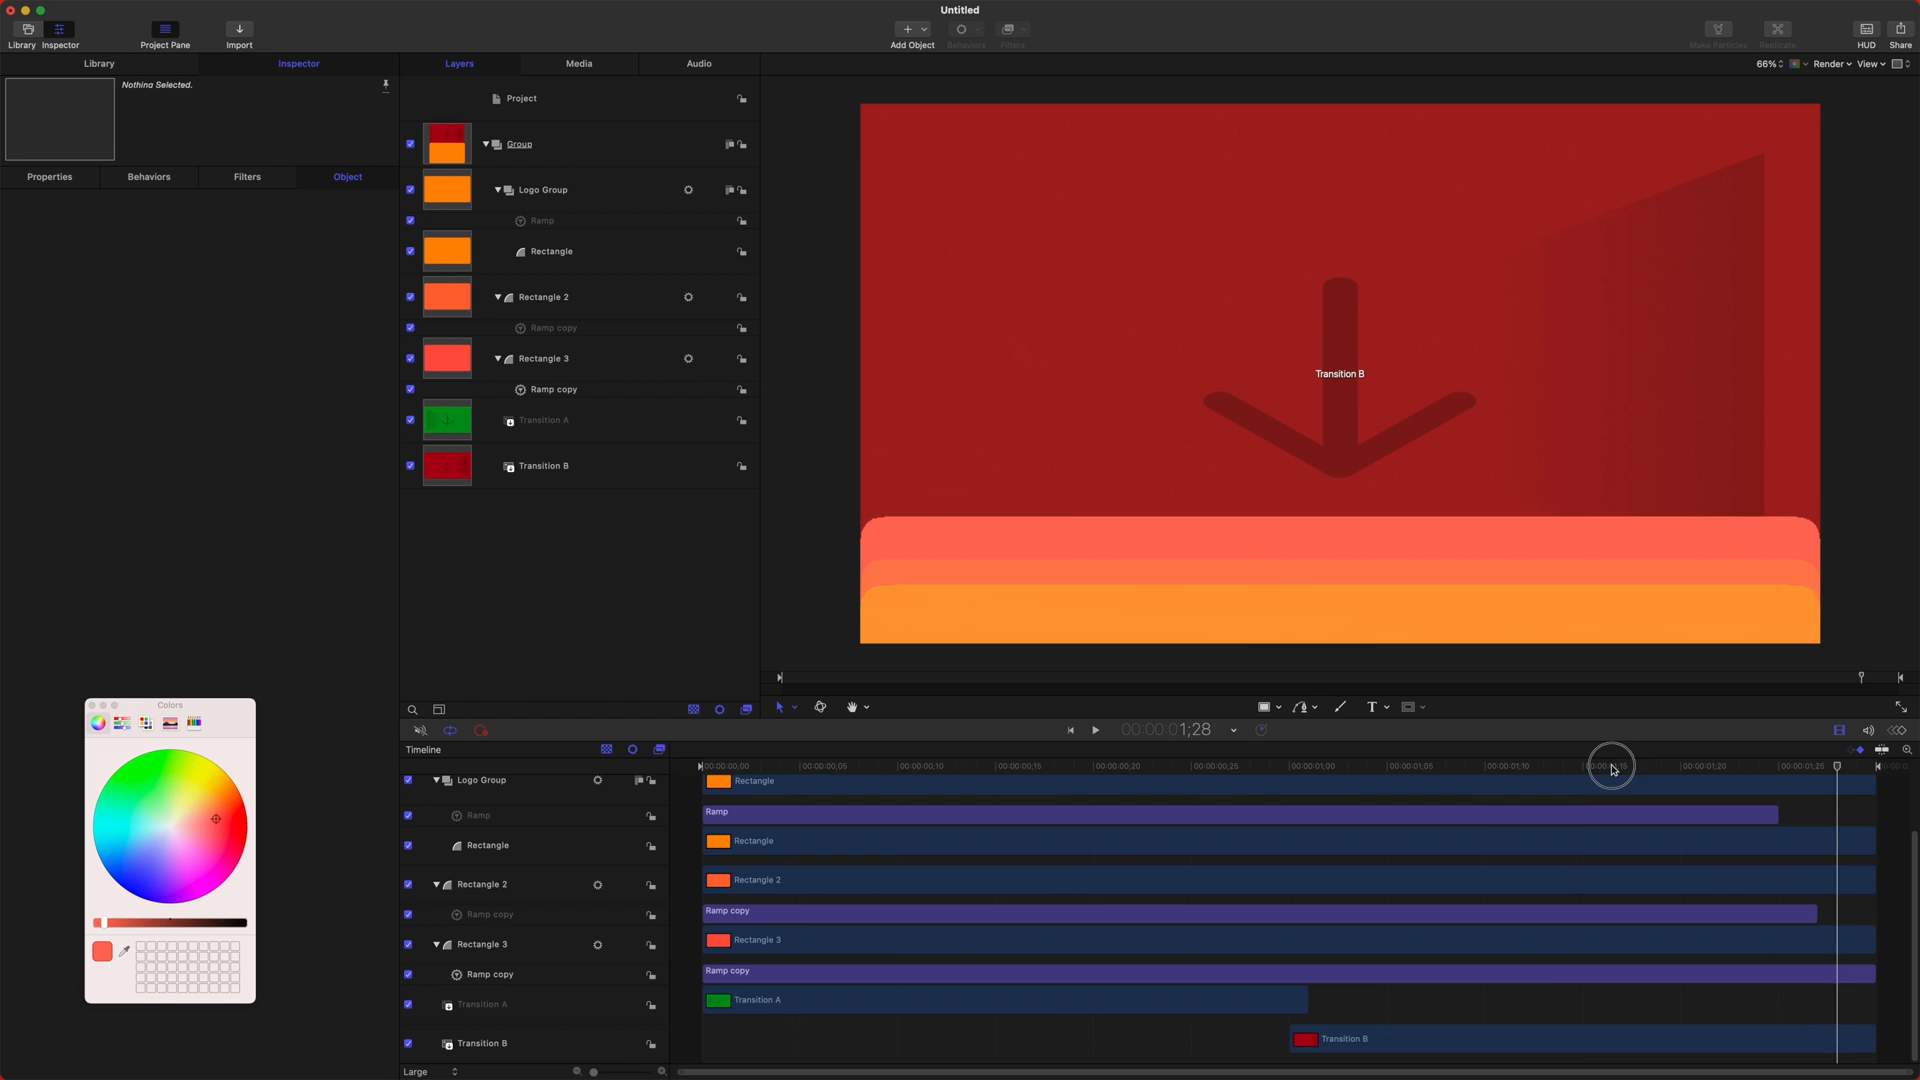 Untitled
Library
Inspector
Project Pane
Import
Add Object
Behaviors
Filters
Make Particles
Replicate
HUD
Share
Library
Inspector
Layers
Media
Audio
66%
Render
View
Nothing Selected.
Project
Group
Properties
Behaviors
Filters
Object
Logo Group
Ramp
Rectangle
Rectangle 2
Ramp copy
Rectangle 3
Ramp copy
Transition A
Transition B
Transition B
Colors
00:00:01;28
Timeline
00:00:00;00
00:00:00;05
00:00:00;10
00:00:00;15
00:00:00;20
00:00:00;25
00:00:01;00
00:00:01;05
00:00:01;10
00:00:01;20
00:00:01;25
Logo Group
Rectangle
Ramp
Ramp
Rectangle
Rectangle
Rectangle 2
Rectangle 2
Ramp copy
Ramp copy
Rectangle 3
Rectangle 3
Ramp copy
Ramp copy
Transition A
Transition A
Transition B
Transition B
Large